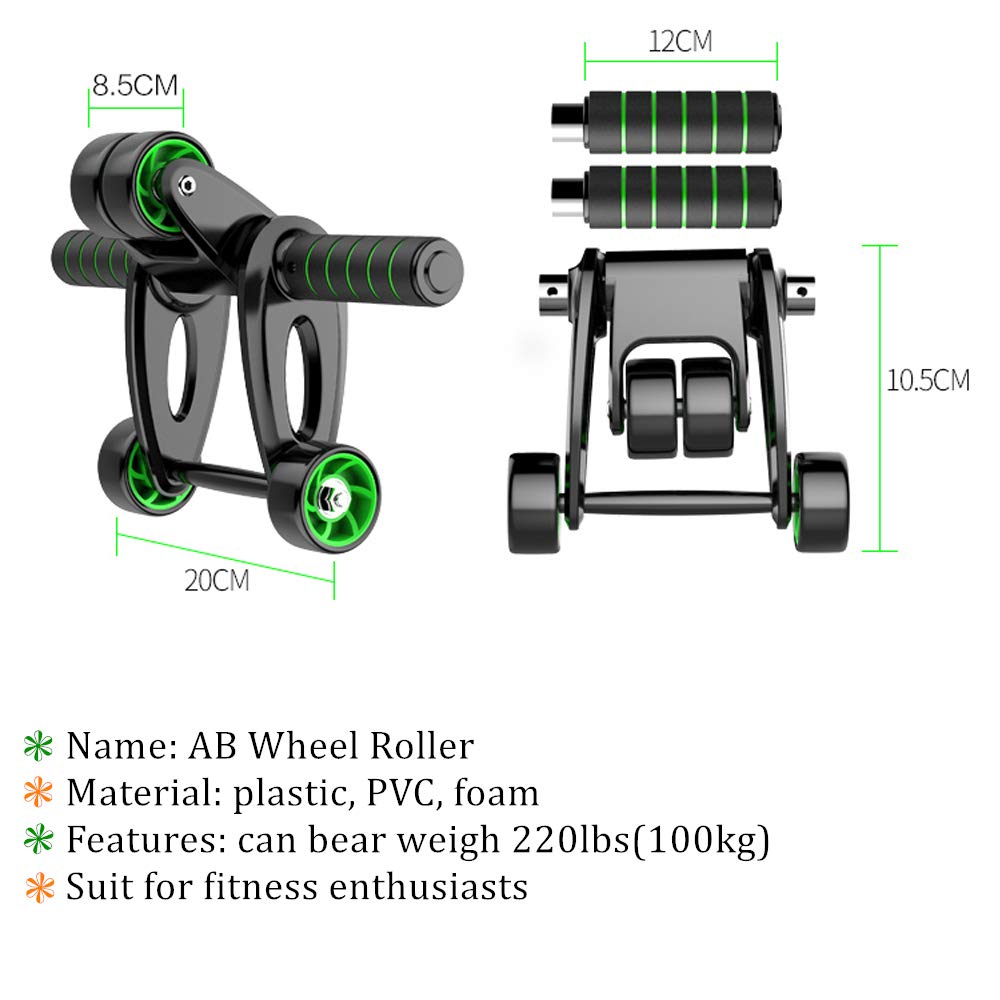 12CM
8.5CM
10.5CM
20CM
Name: AB Wheel Roller
Material: plastic, PVC, foam
Features: can bear weigh 220lbs(100kg)
Suit for fitness enthusiasts